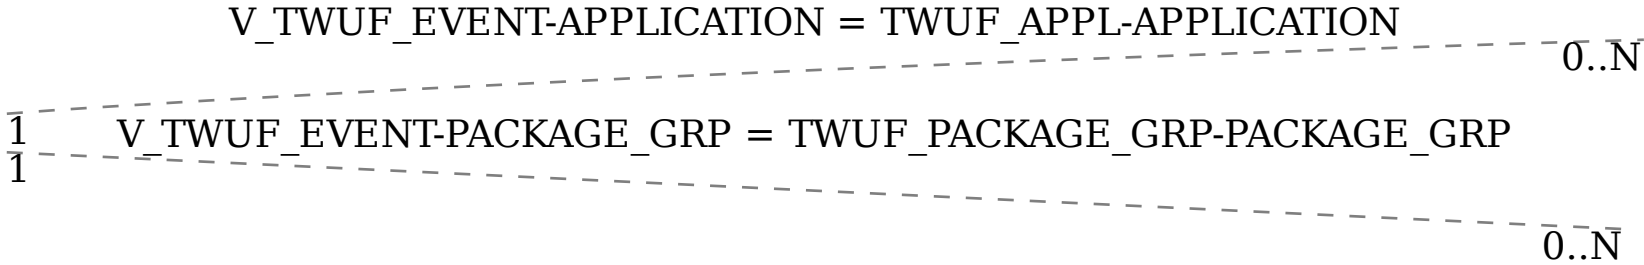 V_TWUF_EVENT-APPLICATION = TWUF_APPL-APPLICATION
0..N
1
V_TWUF_EVENT-PACKAGE_GRP = TWUF_PACKAGE_GRP-PACKAGE_GRP
1
0..N